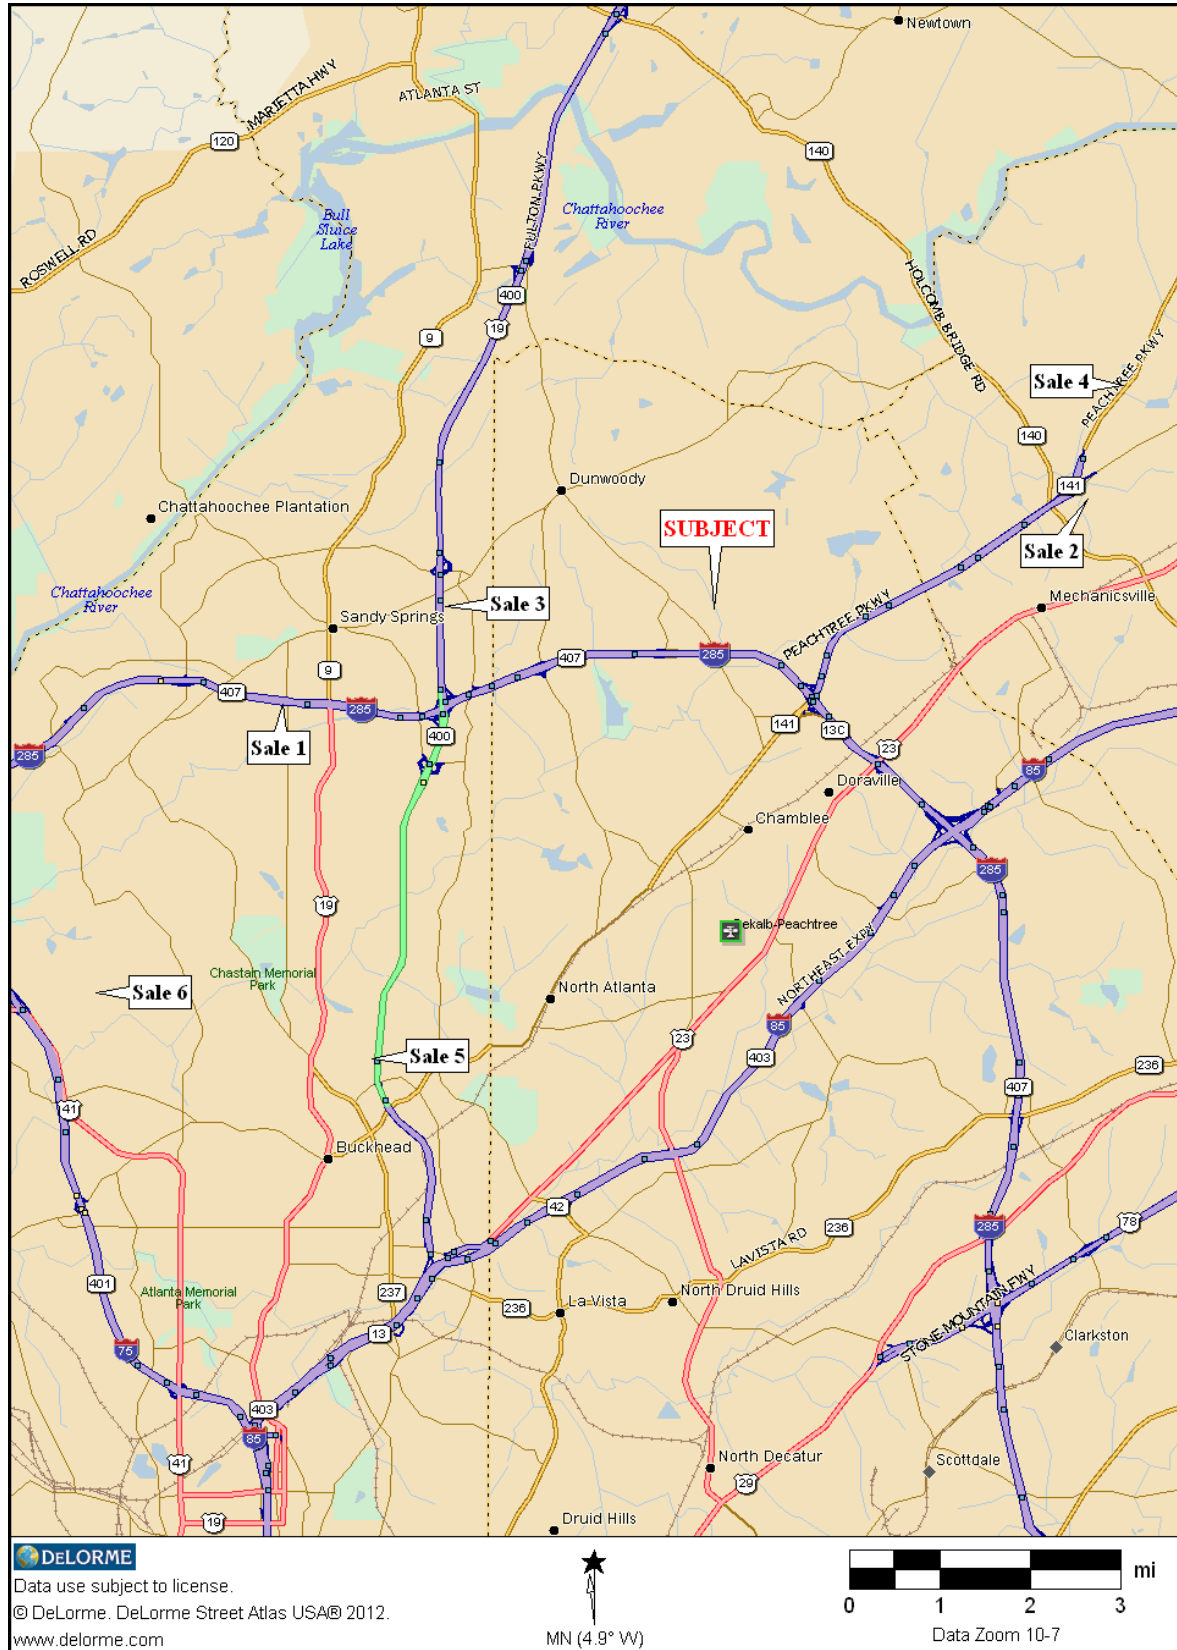 Newtown
MARIETTA HWY
ATLANTA ST
120
140
FULTON PKWY
Chattahoochee
River
Bull
Sluice
Lake
ROSWELL RD
HOLCOMB BRIDGE RD
400
19
9
PEACHTREE PKWY
Sale 4
140
Dunwoody
141
Chattahoochee Plantation
SUBJECT
Sale 2
Chattahoochee
River
Sale 3
Mechanicsville
Sandy Springs
PEACHTREE PKWY
9
407
285
407
285
141
13C
400
23
Sale 1
285
85
Doraville
Chamblee
285
19
Dekalb-Peachtree
Chastain Memorial
Park
NORTHEAST EXPY
Sale 6
North Atlanta
85
23
Sale 5
403
236
407
41
Buckhead
42
236
285
78
LAVISTA RD
401
Atlanta Memorial
Park
237
236
La Vista
North Druid Hills
STONE MOUNTAIN FWY
13
Clarkston
75
403
85
41
North Decatur
Scottdale
29
19
Druid Hills
DELORME
Data use subject to license.
© DeLorme. DeLorme Street Atlas USA® 2012.
www.delorme.com
MN (4.9° W)
mi
0 1 2 3
Data Zoom 10-7